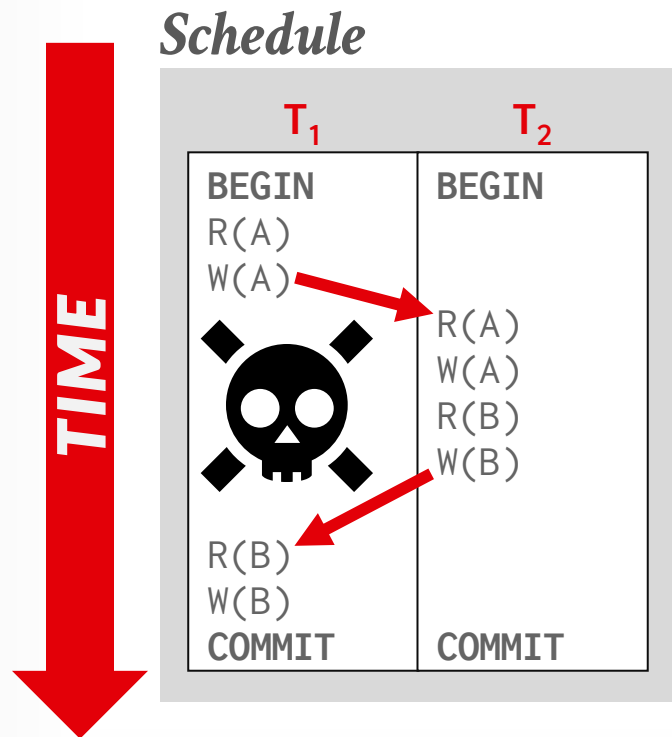 Schedule
TIME
T₁ T₂
BEGIN BEGIN
R(A)
W(A)
R(A)
W(A)
R(B)
W(B)
R(B)
W(B)
COMMIT COMMIT